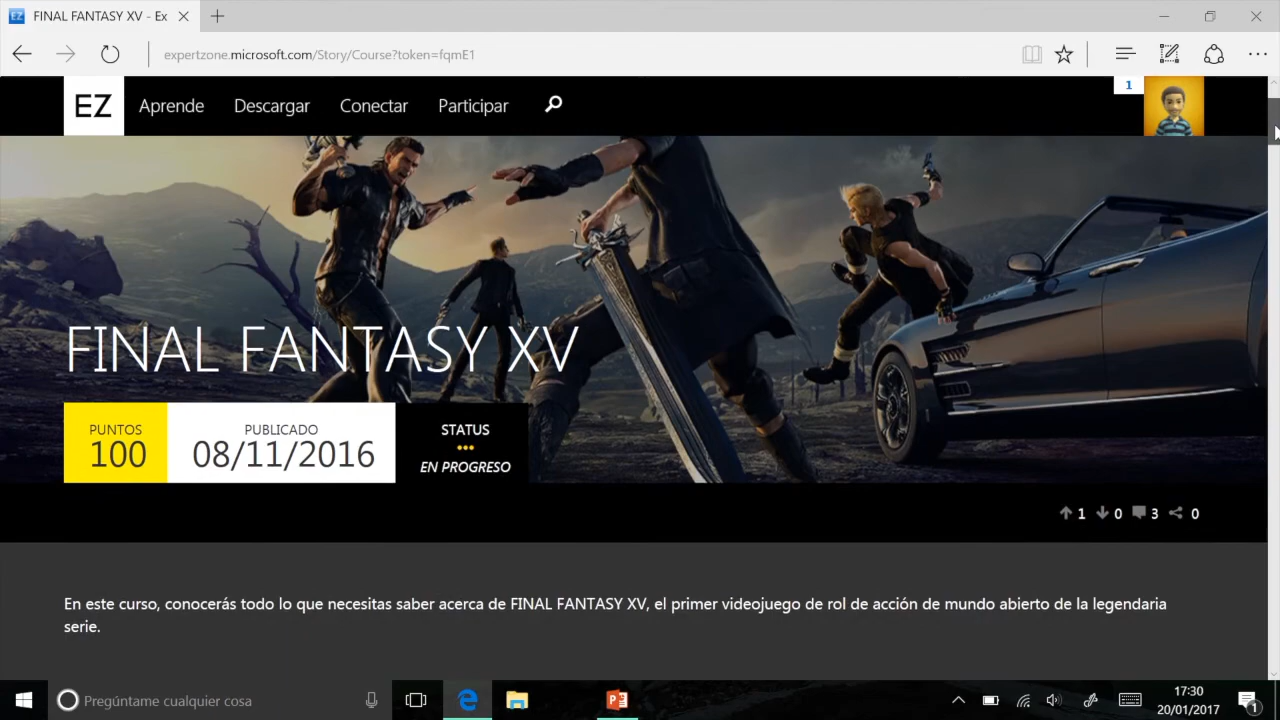 EZ FINAL FANTASY XV - Ex
expertzone.microsoft.com/Story/Course?token=fqmE1
EZ Aprende Descargar Conectar Participar
1
FINAL FANTASY XV
PUNTOS
100
PUBLICADO
08/11/2016
STATUS
EN PROGRESO
1 0 3 0
En este curso, conocerás todo lo que necesitas saber acerca de FINAL FANTASY XV, el primer videojuego de rol de acción de mundo abierto de la legendaria
serie.
Pregúntame cualquier cosa
17:30
20/01/2017
1